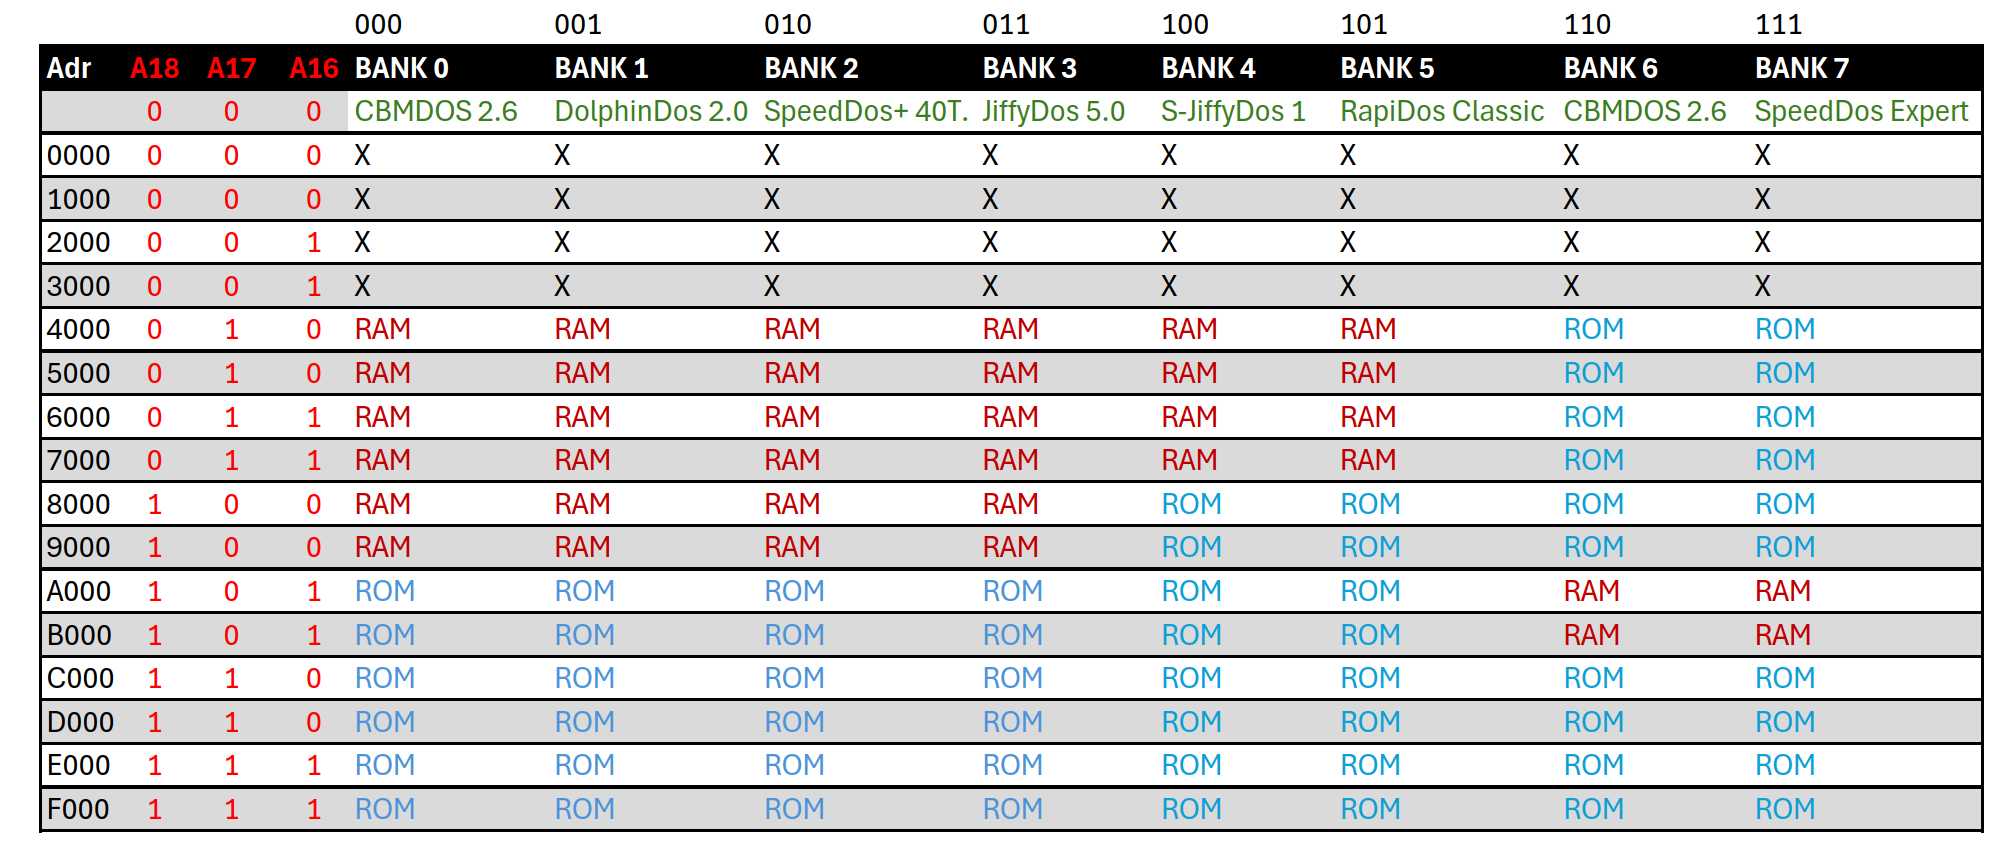 000 001 010 011 100 101 110 111
Adr A18 A17 A16 BANK 0 BANK 1 BANK 2 BANK 3 BANK 4 BANK 5 BANK 6 BANK 7
0 0 0 CBMDOS 2.6 DolphinDos 2.0 SpeedDos+ 40T. JiffyDos 5.0 S-JiffyDos 1 RapiDos Classic CBMDOS 2.6 SpeedDos Expert
0000 0 0 0 X X X X X X X X
1000 0 0 0 X X X X X X X X
2000 0 0 1 X X X X X X X X
3000 0 0 1 X X X X X X X X
4000 0 1 0 RAM RAM RAM RAM RAM RAM ROM ROM
5000 0 1 0 RAM RAM RAM RAM RAM RAM ROM ROM
6000 0 1 1 RAM RAM RAM RAM RAM RAM ROM ROM
7000 0 1 1 RAM RAM RAM RAM RAM RAM ROM ROM
8000 1 0 0 RAM RAM RAM RAM ROM ROM ROM ROM
9000 1 0 0 RAM RAM RAM RAM ROM ROM ROM ROM
A000 1 0 1 ROM ROM ROM ROM ROM ROM RAM RAM
B000 1 0 1 ROM ROM ROM ROM ROM ROM RAM RAM
C000 1 1 0 ROM ROM ROM ROM ROM ROM ROM ROM
D000 1 1 0 ROM ROM ROM ROM ROM ROM ROM ROM
E000 1 1 1 ROM ROM ROM ROM ROM ROM ROM ROM
F000 1 1 1 ROM ROM ROM ROM ROM ROM ROM ROM